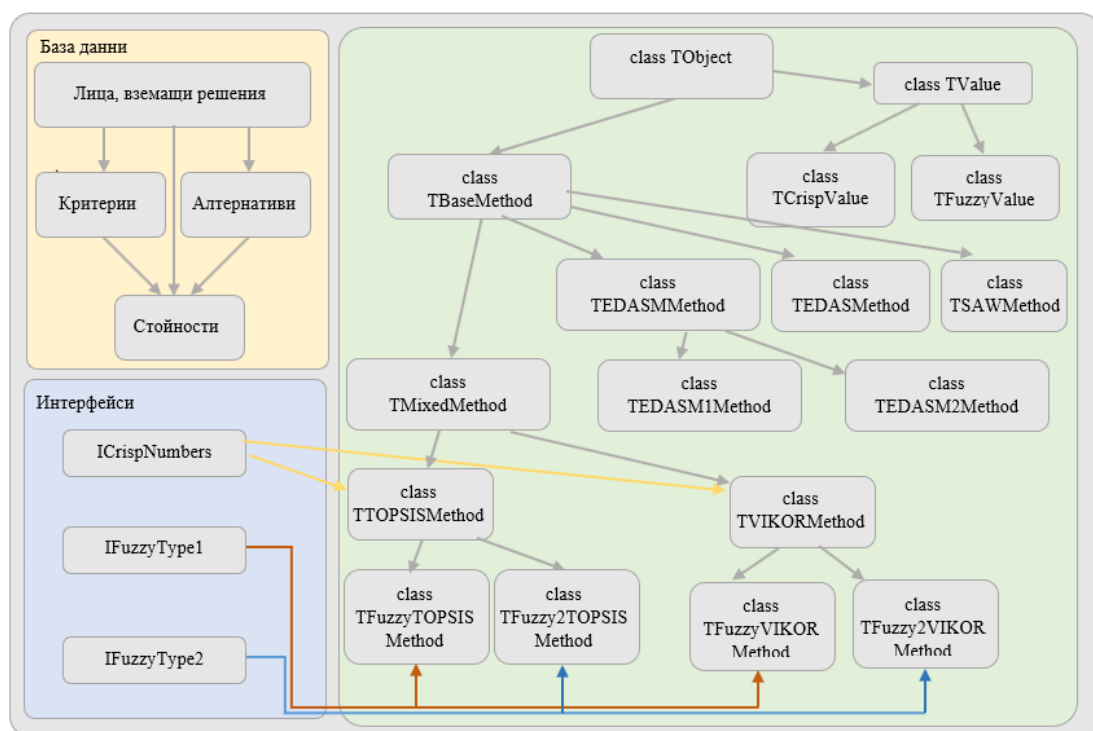 База данни
Лица, вземащи решения
Критерии
Алтернативи
Стойности
Интерфейси
ICrispNumbers
IFuzzyType1
IFuzzyType2
class TObject
class TValue
class
TBaseMethod
class
TCrispValue
class
TFuzzyValue
class
TEDASMMethod
class
TEDASMethod
class
TSAWMethod
class
TMixedMethod
class
TEDASM1Method
class
TEDASM2Method
class
TTOPSISMethod
class
TVIKORMethod
class
TFuzzyTOPSIS
Method
class
TFuzzy2TOPSIS
Method
class
TFuzzyVIKOR
Method
class
TFuzzy2VIKOR
Method